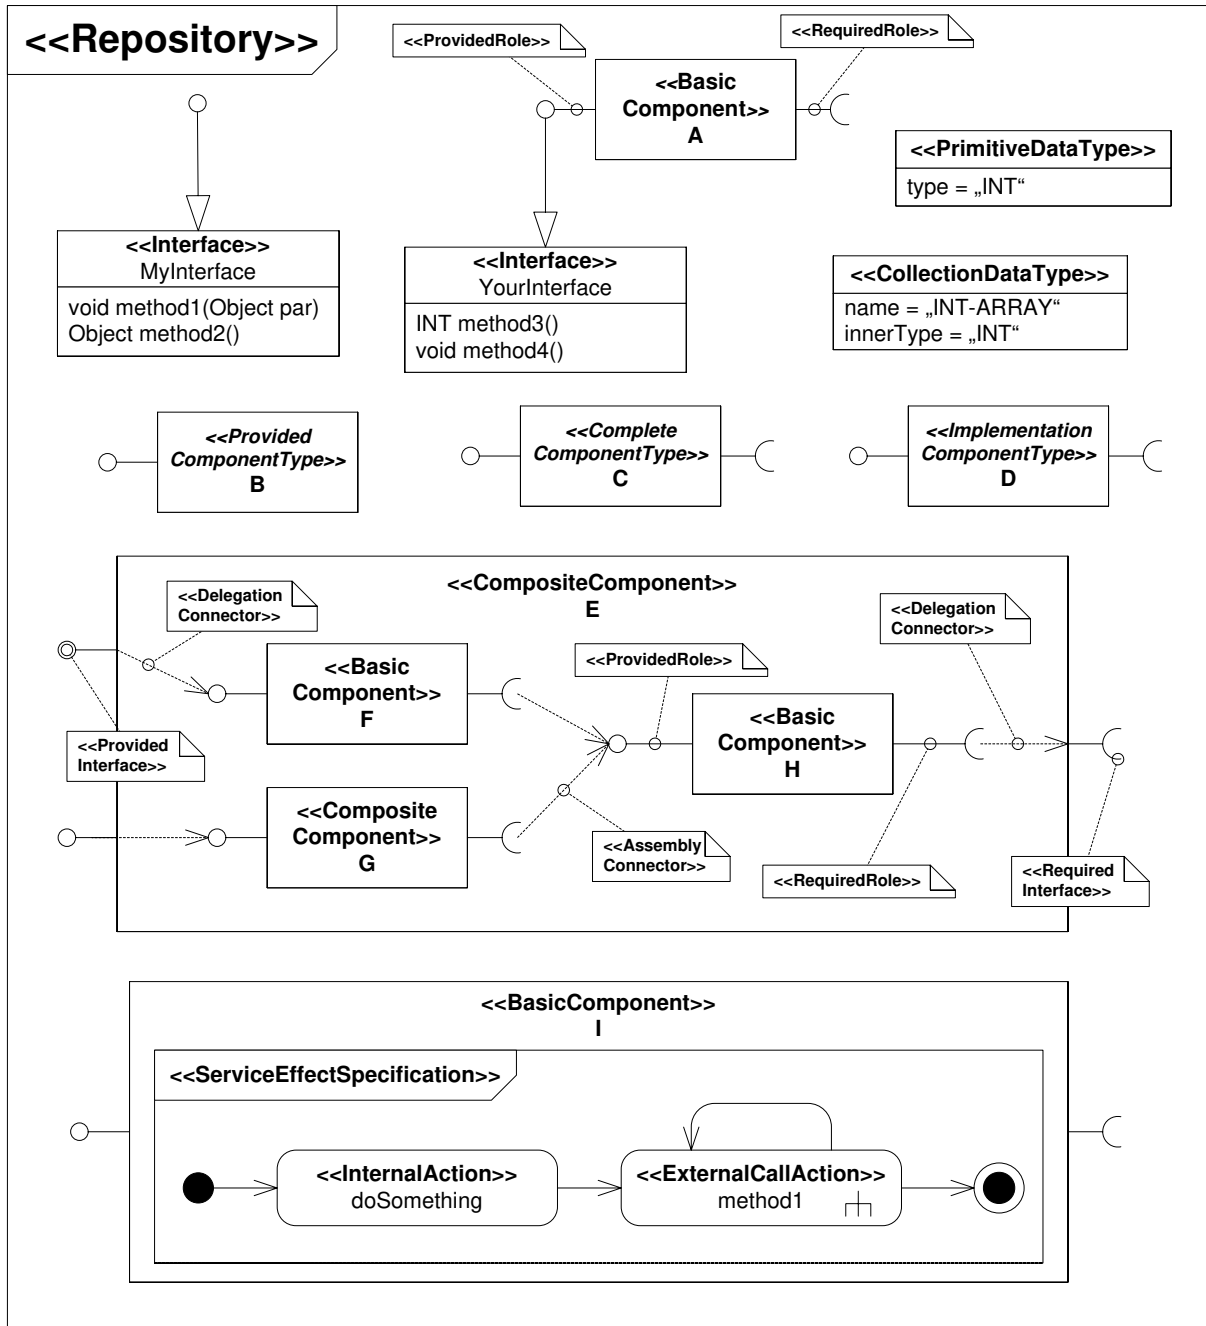 <<Repository>>
<<ProvidedRole>>
<<RequiredRole>>
<<Basic
Component>>
A
<<PrimitiveDataType>>
type = „INT“
<<Interface>>
MyInterface
void method1(Object par)
Object method2()
<<Interface>>
YourInterface
INT method3()
void method4()
<<CollectionDataType>>
name = „INT-ARRAY“
innerType = „INT“
<<Provided
ComponentType>>
B
<<Complete
ComponentType>>
C
<<Implementation
ComponentType>>
D
<<CompositeComponent>>
E
<<Delegation
Connector>>
<<Delegation
Connector>>
<<Basic
Component>>
F
<<ProvidedRole>>
<<Basic
Component>>
H
<<Provided
Interface>>
<<Composite
Component>>
G
<<Assembly
Connector>>
<<RequiredRole>>
<<Required
Interface>>
<<BasicComponent>>
I
<<ServiceEffectSpecification>>
<<InternalAction>>
doSomething
<<ExternalCallAction>>
method1